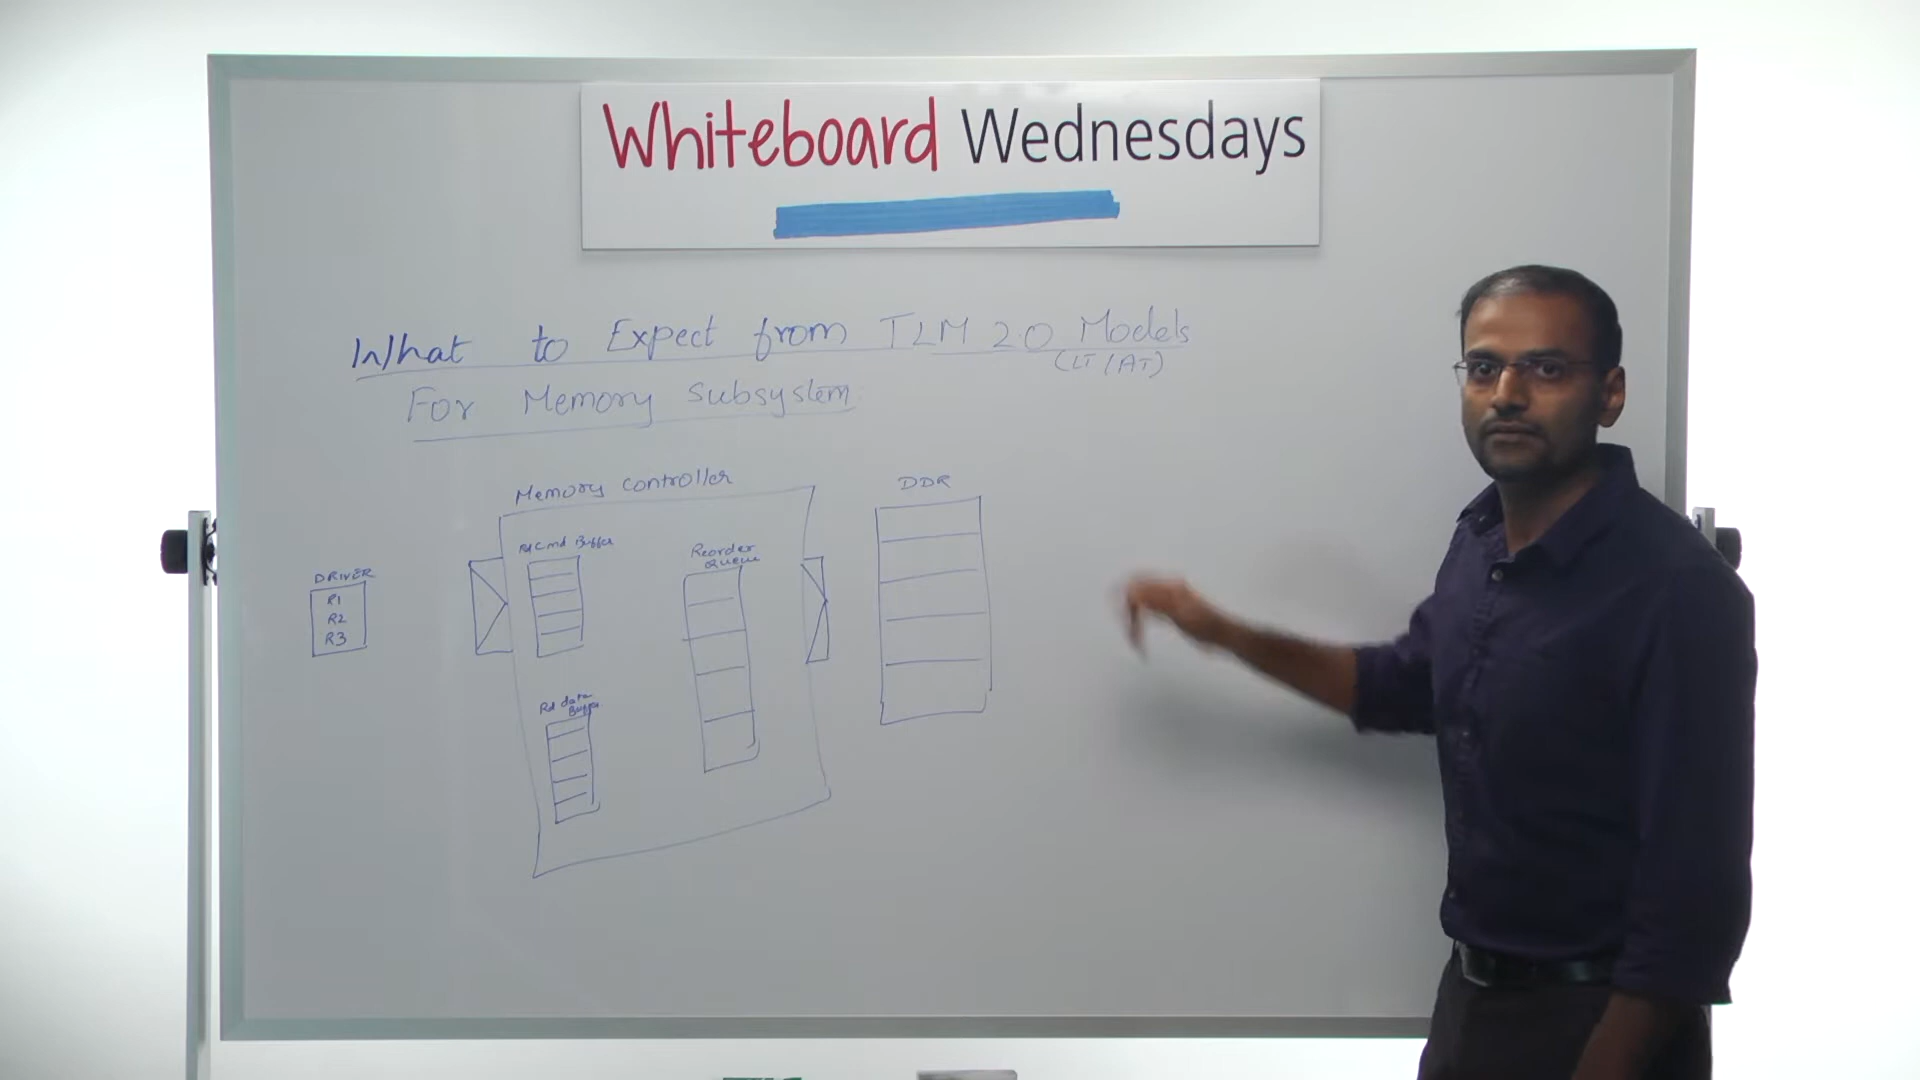 Whiteboard Wednesdays
What to Expect from TLM 2.0 Models
(LT/AT)
For Memory Subsystem
Memory Controller
DDR
Rd Cmd Buffer
Reorder
Queue
DRIVER
R1
R2
R3
Rd data
Buffer